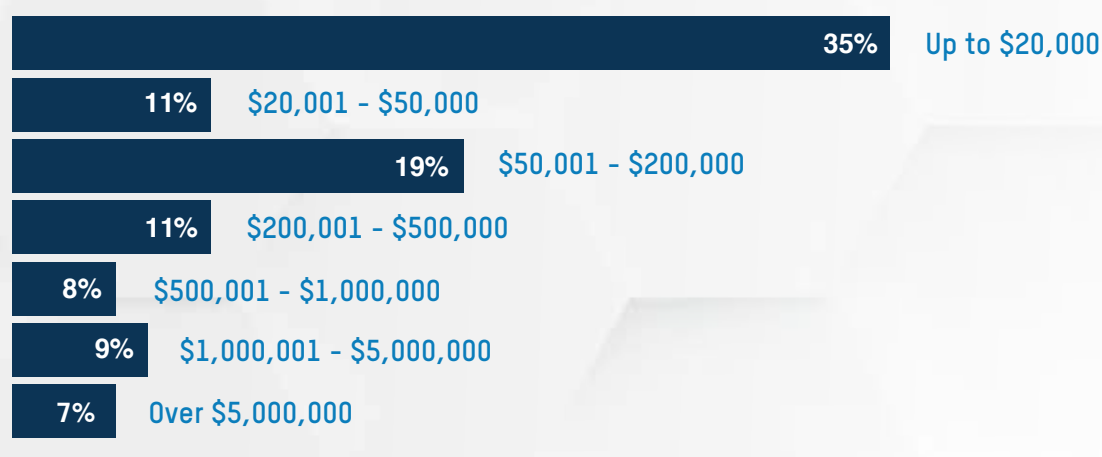 35% Up to $20,000
11% $20,001 - $50,000
19% $50,001 - $200,000
11% $200,001 - $500,000
8% $500,001 - $1,000,000
9% $1,000,001 - $5,000,000
7% Over $5,000,000